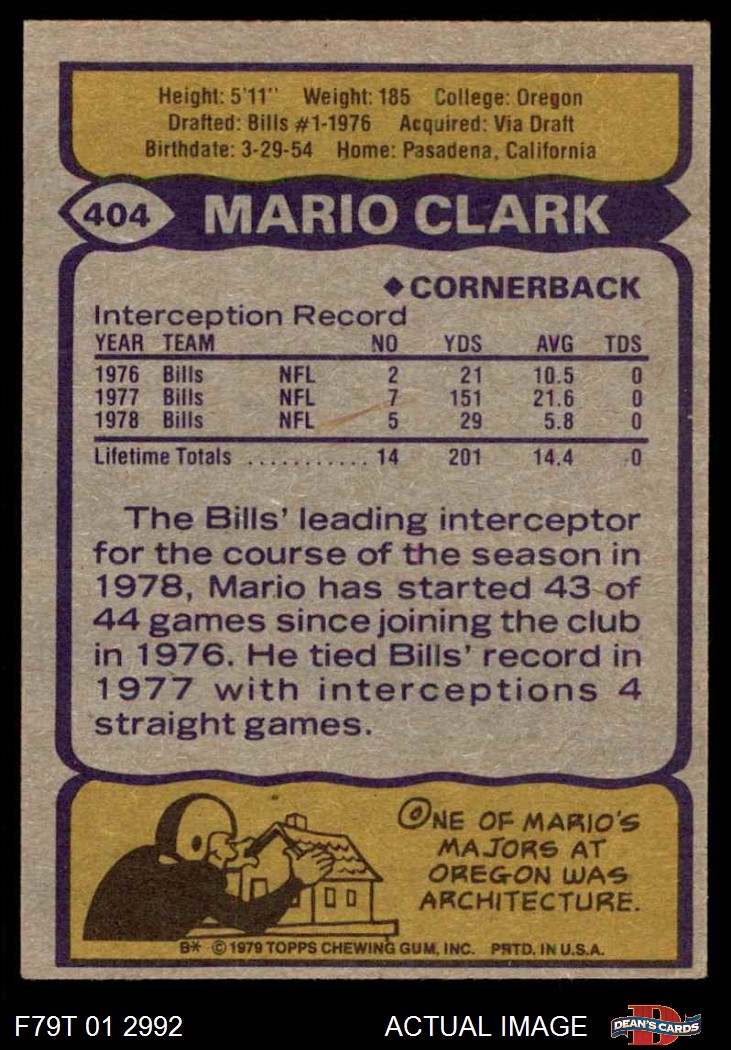 Height: 5'11" Weight: 185 College: Oregon
Drafted: Bills #1-1976 Acquired: Via Draft
Birthdate: 3-29-54 Home: Pasadena, California
404 MARIO CLARK
◆CORNERBACK
Interception Record
YEAR TEAM NO YDS AVG TDS
1976 Bills NFL 2 21 10.5 0
1977 Bills NFL 7 151 21.6 0
1978 Bills NFL 5 29 5.8 0
Lifetime Totals ........... 14 201 14.4 0
The Bills' leading interceptor
for the course of the season in
1978, Mario has started 43 of
44 games since joining the club
in 1976. He tied Bills' record in
1977 with interceptions 4
straight games.
ONE OF MARIO'S
MAJORS AT
OREGON WAS
ARCHITECTURE.
B* © 1979 TOPPS CHEWING GUM, INC. PRTD. IN U.S.A.
F79T 01 2992 ACTUAL IMAGE DEAN'S CARDS